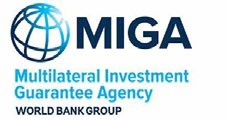 MIGA
Multilateral Investment
Guarantee Agency
WORLD BANK GROUP